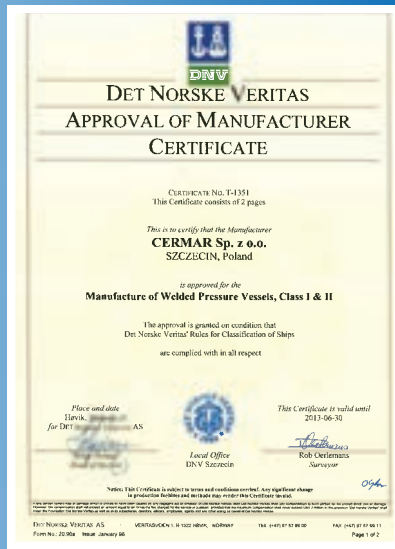 DNV
DET NORSKE VERITAS
APPROVAL OF MANUFACTURER
CERTIFICATE
CERTIFICATE NO. T-1351
This Certificate consists of 2 pages
This is to certify that the Manufacturer
CERMAR Sp. z o.o.
SZCZECIN, Poland
is approved for the
Manufacture of Welded Pressure Vessels, Class I & II
The approval is granted on condition that
Det Norske Veritas' Rules for Classification of Ships
are complied with in all respect
Place and date
Høvik,
for DET AS
This Certificate is valid until
2013-06-30
Local Office
DNV Szczecin
Rob Oerlemans
Surveyor
Notice: This Certificate is subject to terms and conditions overleaf. Any significant change
in production facilities and methods may render this Certificate invalid.
DET NORSKE VERITAS AS VERITASVEIEN 1, N-1322 HØVIK, NORWAY
Form No.: 20.90a Issue January 98
Page 1 of 2